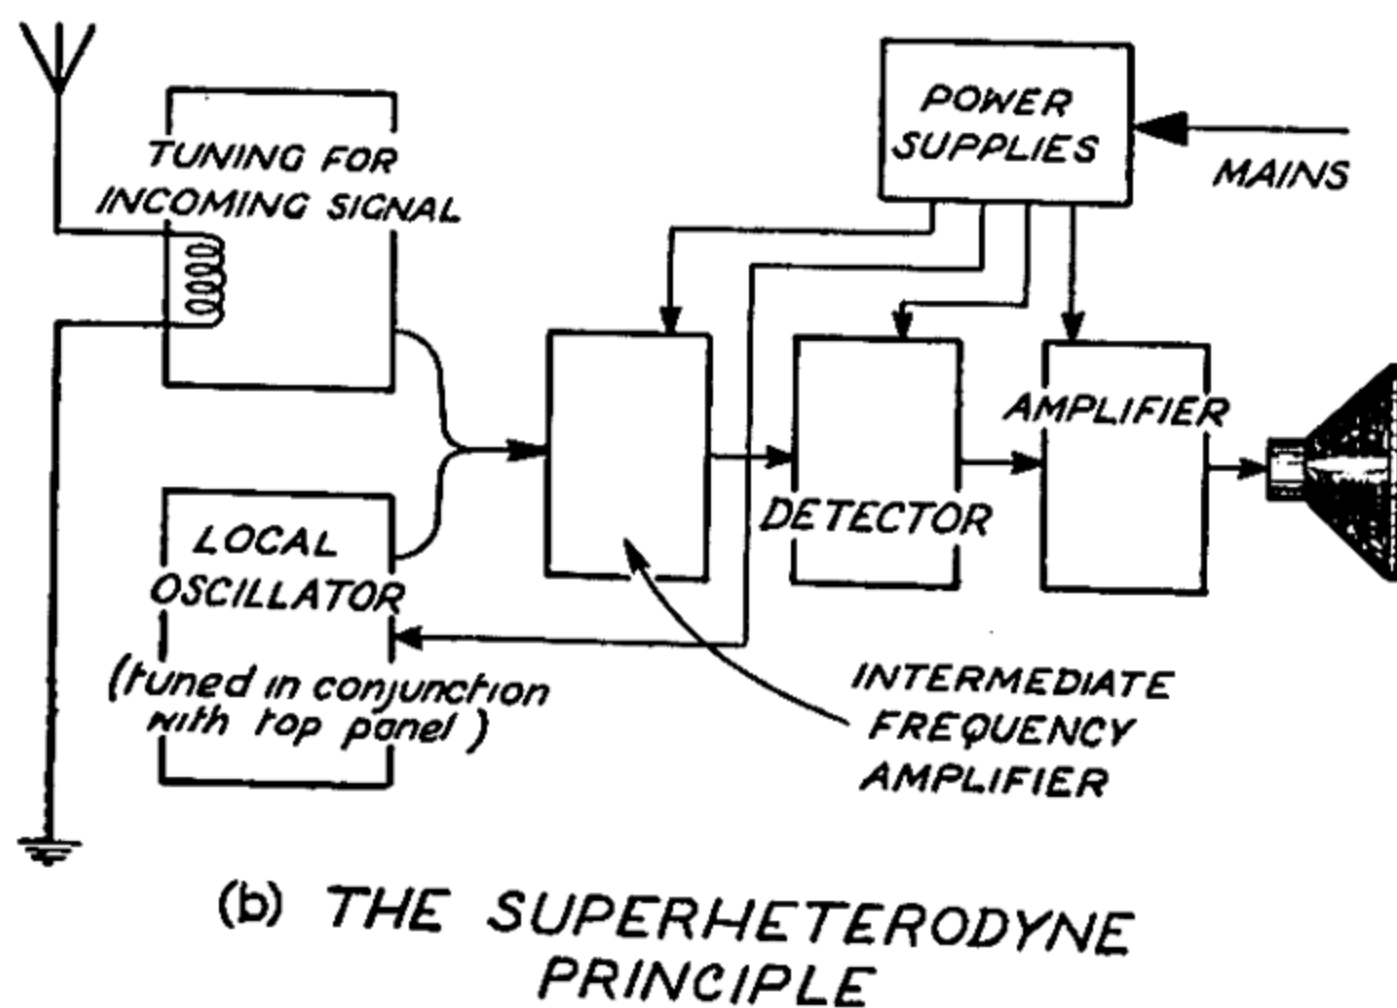 TUNING FOR
INCOMING SIGNAL
POWER
SUPPLIES
MAINS
AMPLIFIER
DETECTOR
LOCAL
OSCILLATOR
(tuned in conjunction
with top panel)
INTERMEDIATE
FREQUENCY
AMPLIFIER
(b) THE SUPERHETERODYNE
PRINCIPLE